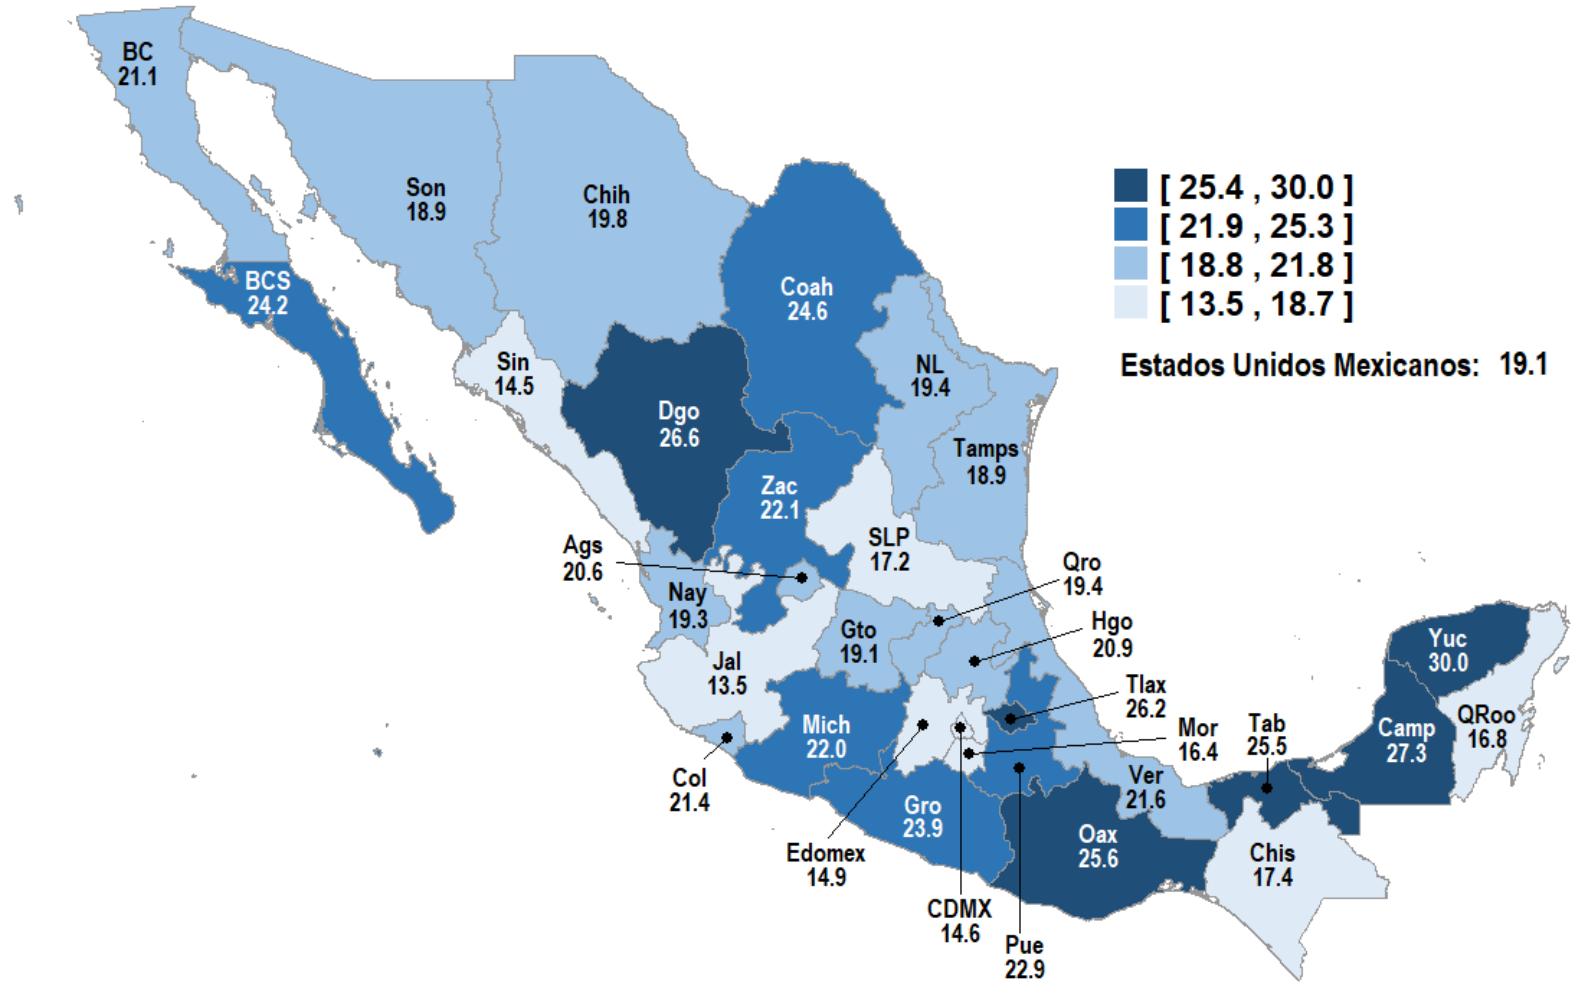 BC
21.1
Son
18.9
Chih
19.8
BCS
24.2
Coah
24.6
Sin
14.5
NL
19.4
Dgo
26.6
Tamps
18.9
Zac
22.1
SLP
17.2
Ags
20.6
Nay
19.3
Gto
19.1
Qro
19.4
Hgo
20.9
Jal
13.5
Tlax
26.2
Mich
22.0
Mor
16.4
Tab
25.5
Yuc
30.0
Camp
27.3
QRoo
16.8
Col
21.4
Ver
21.6
Gro
23.9
Oax
25.6
Chis
17.4
Edomex
14.9
CDMX
14.6
Pue
22.9
[ 25.4 , 30.0 ]
[ 21.9 , 25.3 ]
[ 18.8 , 21.8 ]
[ 13.5 , 18.7 ]
Estados Unidos Mexicanos: 19.1